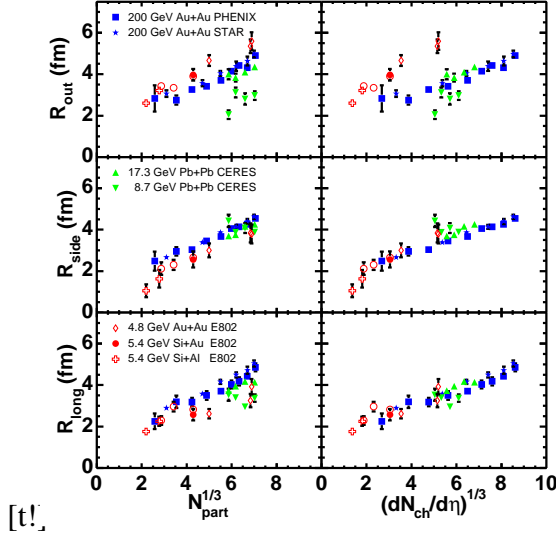 200 GeV Au+Au PHENIX
200 GeV Au+Au STAR
R_out (fm)
6
4
2
0
17.3 GeV Pb+Pb CERES
8.7 GeV Pb+Pb CERES
R_side (fm)
6
4
2
0
4.8 GeV Au+Au E802
5.4 GeV Si+Au E802
5.4 GeV Si+Al E802
R_long (fm)
6
4
2
0
0 2 4 6 8 0 2 4 6 8 10
N_part^1/3 (dN_ch/dη)^1/3
[t!]